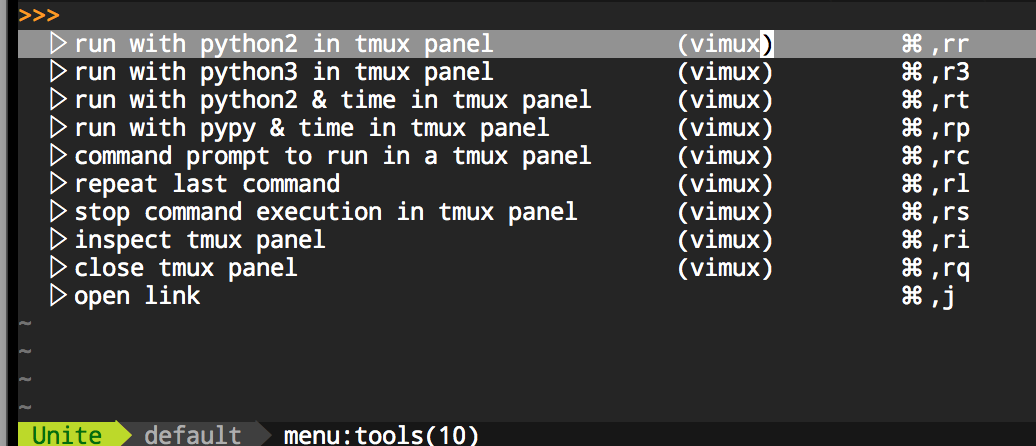 >>>
▷run with python2 in tmux panel (vimux) ⌘,rr
▷run with python3 in tmux panel (vimux) ⌘,r3
▷run with python2 & time in tmux panel (vimux) ⌘,rt
▷run with pypy & time in tmux panel (vimux) ⌘,rp
▷command prompt to run in a tmux panel (vimux) ⌘,rc
▷repeat last command (vimux) ⌘,rl
▷stop command execution in tmux panel (vimux) ⌘,rs
▷inspect tmux panel (vimux) ⌘,ri
▷close tmux panel (vimux) ⌘,rq
▷open link ⌘,j
~
~
~
~
Unite default menu:tools(10)